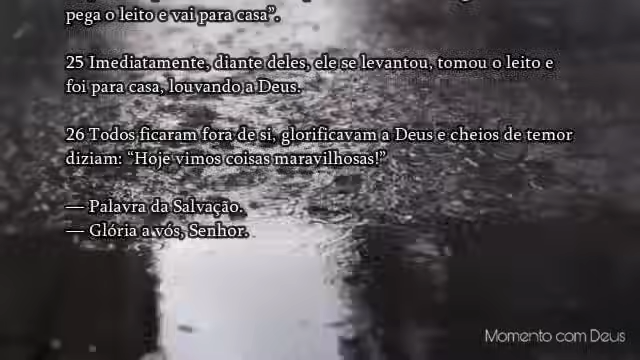 pega o leito e vai para casa”.
25 Imediatamente, diante deles, ele se levantou, tomou o leito e
foi para casa, louvando a Deus.
26 Todos ficaram fora de si, glorificavam a Deus e cheios de temor
diziam: “Hoje vimos coisas maravilhosas!”
— Palavra da Salvação.
— Glória a vós, Senhor.
Momento com Deus